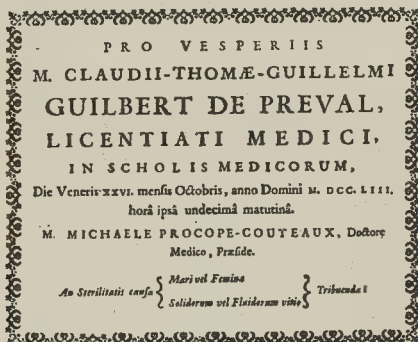 PRO VESPERIIS
M. CLAUDII-THOMÆ-GUILLELMI
GUILBERT DE PREVAL,
LICENTIATI MEDICI,
IN SCHOLIS MEDICORUM,
Die Veneris XXVI. mensis Octobris, anno Domini M. DCC. LIII,
horâ ipsâ undecimâ matutinâ.
M. MICHAELE PROCOPE-COUTEAUX, Doctore
Medico, Præside.
An Sterilitatis causa { Mari vel Feminæ } Tribuenda?
Solidorum vel Fluidorum vitio